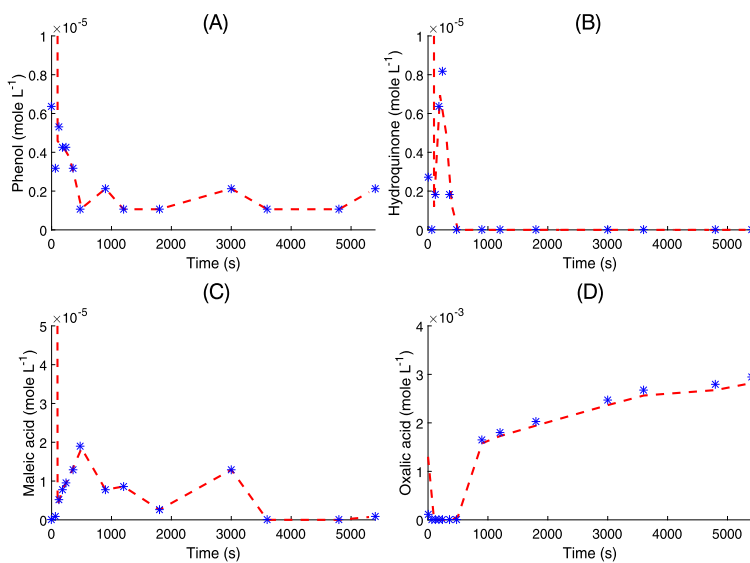 (A)
×10⁻⁵
Phenol (mole L⁻¹)
1
0.8
0.6
0.4
0.2
0
0 1000 2000 3000 4000 5000
Time (s)
(B)
×10⁻⁵
Hydroquinone (mole L⁻¹)
1
0.8
0.6
0.4
0.2
0
0 1000 2000 3000 4000 5000
Time (s)
(C)
×10⁻⁵
Maleic acid (mole L⁻¹)
5
4
3
2
1
0
0 1000 2000 3000 4000 5000
Time (s)
(D)
×10⁻³
Oxalic acid (mole L⁻¹)
4
3
2
1
0
0 1000 2000 3000 4000 5000
Time (s)